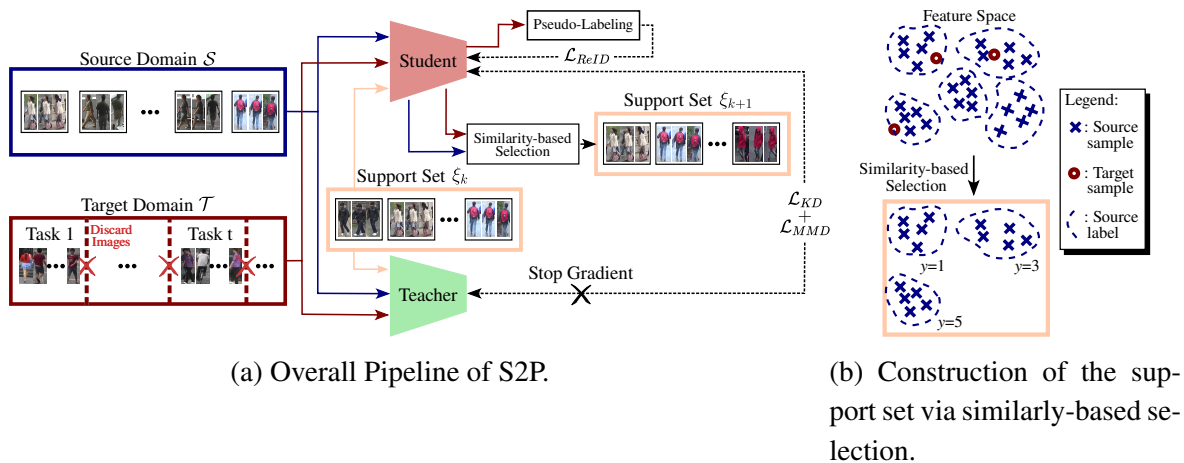 Source Domain S
Target Domain T
Task 1
Discard
Images
Task t
...
Student
Teacher
Pseudo-Labeling
L_ReID
Similarity-based
Selection
Support Set ξ_{k+1}
Support Set ξ_k
L_KD
+
L_MMD
Stop Gradient
(a) Overall Pipeline of S2P.
Feature Space
Similarity-based
Selection
y=1
y=3
y=5
Legend:
: Source
sample
: Target
sample
: Source
label
(b) Construction of the sup-
port set via similarly-based se-
lection.